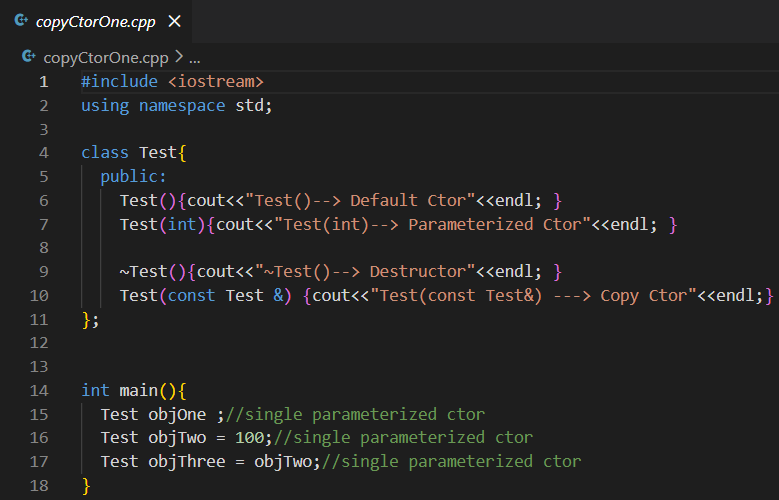 copyCtorOne.cpp ×
copyCtorOne.cpp > ...
1 #include <iostream>
2 using namespace std;
3
4 class Test{
5 public:
6 Test(){cout<<"Test()--> Default Ctor"<<endl; }
7 Test(int){cout<<"Test(int)--> Parameterized Ctor"<<endl; }
8
9 ~Test(){cout<<"~Test()--> Destructor"<<endl; }
10 Test(const Test &) {cout<<"Test(const Test&) ---> Copy Ctor"<<endl;}
11 };
12
13
14 int main(){
15 Test objOne ;//single parameterized ctor
16 Test objTwo = 100;//single parameterized ctor
17 Test objThree = objTwo;//single parameterized ctor
18 }